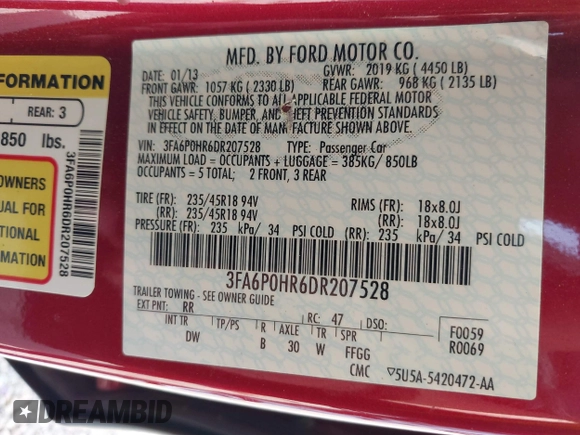 FORMATION
REAR: 3
850 lbs.
WNERS
UAL FOR
TIONAL
MATION
3FA6P0HR6DR207528
MFD. BY FORD MOTOR CO.
DATE: 01/13
GVWR: 2019 KG ( 4450 LB)
FRONT GAWR: 1057 KG ( 2330 LB)
REAR GAWR: 968 KG ( 2135 LB)
THIS VEHICLE CONFORMS TO ALL APPLICABLE FEDERAL MOTOR
VEHICLE SAFETY, BUMPER, AND THEFT PREVENTION STANDARDS
IN EFFECT ON THE DATE OF MANUFACTURE SHOWN ABOVE.
VIN: 3FA6P0HR6DR207528 TYPE: Passenger Car
MAXIMUM LOAD = OCCUPANTS + LUGGAGE = 385KG/ 850LB
OCCUPANTS = 5 TOTAL; 2 FRONT, 3 REAR
TIRE (FR): 235/45R18 94V RIMS (FR): 18x8.0J
(RR): 235/45R18 94V (RR): 18x8.0J
PRESSURE (FR): 235 kPa/ 34 PSI COLD (RR): 235 kPa/ 34 PSI COLD
3FA6P0HR6DR207528
TRAILER TOWING - SEE OWNER GUIDE
EXT PNT: RR RC: 47 DSO:
INT TR TP/PS R AXLE TR SPR
DW B 30 W FFGG
CMC
F0059
R0069
▽5U5A-5420472-AA
DREAMBID